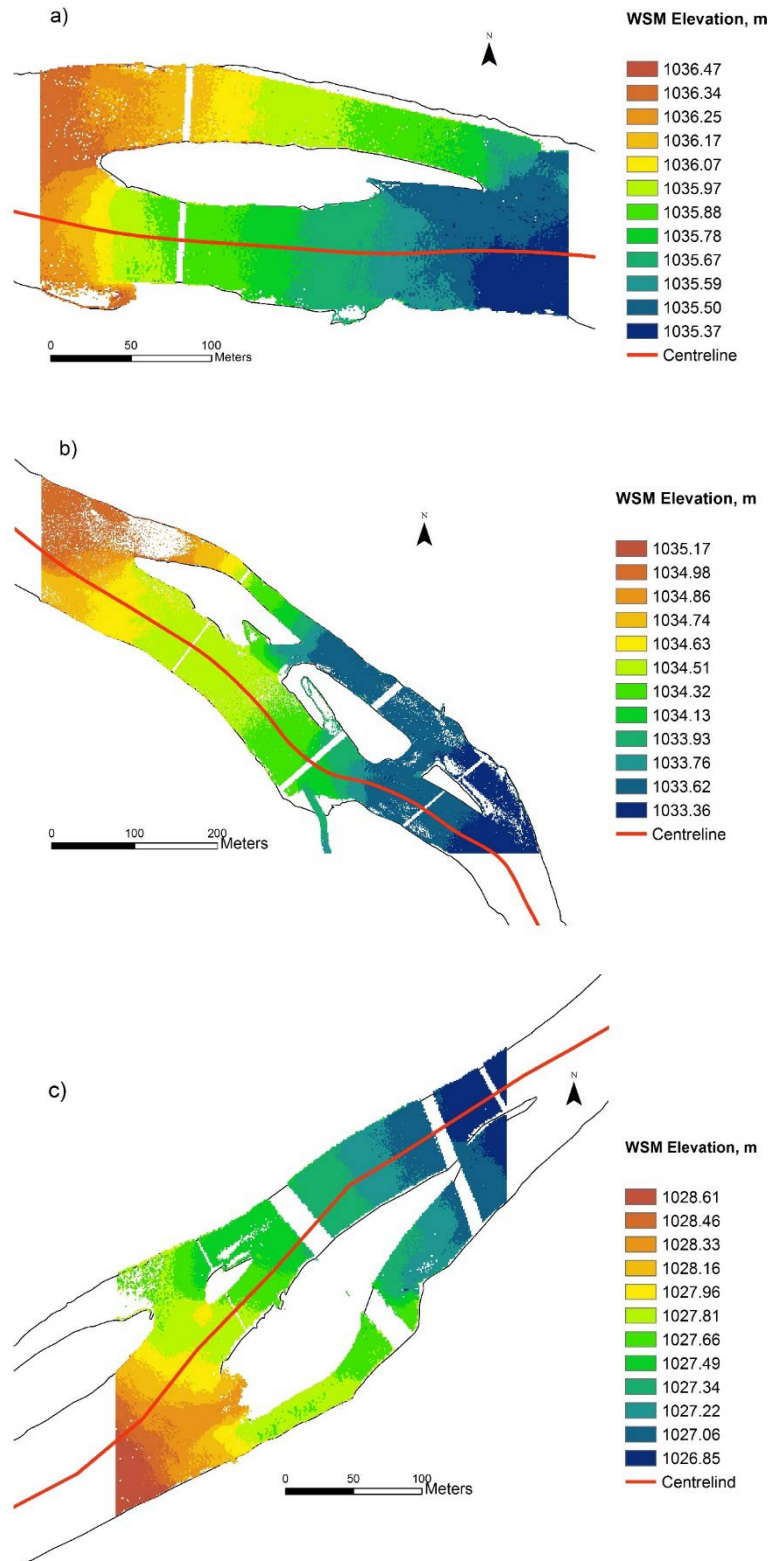 a)
N
WSM Elevation, m
1036.47
1036.34
1036.25
1036.17
1036.07
1035.97
1035.88
1035.78
1035.67
1035.59
1035.50
1035.37
Centreline
0 50 100
Meters
b)
N
WSM Elevation, m
1035.17
1034.98
1034.86
1034.74
1034.63
1034.51
1034.32
1034.13
1033.93
1033.76
1033.62
1033.36
Centreline
0 100 200
Meters
c)
N
WSM Elevation, m
1028.61
1028.46
1028.33
1028.16
1027.96
1027.81
1027.66
1027.49
1027.34
1027.22
1027.06
1026.85
Centrelind
0 50 100
Meters